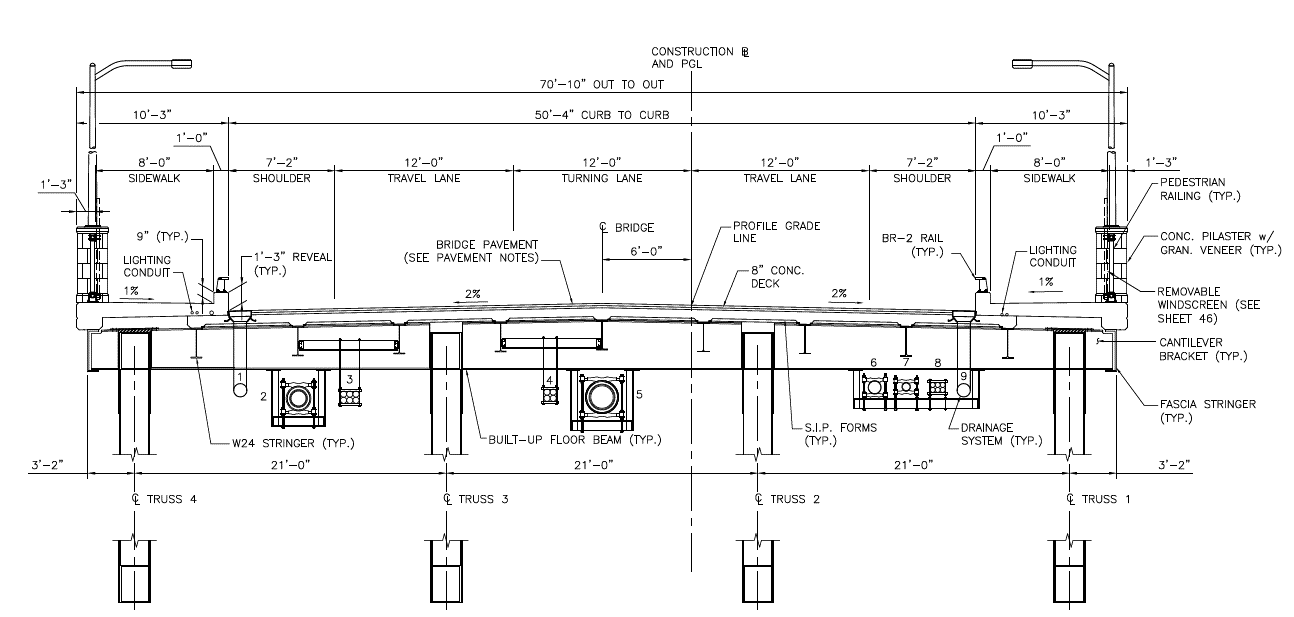 CONSTRUCTION ℄
AND PGL
70'-10" OUT TO OUT
10'-3"
50'-4" CURB TO CURB
10'-3"
1'-0"
1'-0"
8'-0"
7'-2"
12'-0"
12'-0"
12'-0"
7'-2"
8'-0"
1'-3"
SIDEWALK
SHOULDER
TRAVEL LANE
TURNING LANE
TRAVEL LANE
SHOULDER
SIDEWALK
1'-3"
PEDESTRIAN
RAILING (TYP.)
9" (TYP.)
1'-3" REVEAL
(TYP.)
BRIDGE PAVEMENT
(SEE PAVEMENT NOTES)
℄ BRIDGE
6'-0"
PROFILE GRADE
LINE
BR-2 RAIL
(TYP.)
CONC. PILASTER w/
GRAN. VENEER (TYP.)
LIGHTING
CONDUIT
8" CONC.
DECK
LIGHTING
CONDUIT
1%
2%
2%
1%
REMOVABLE
WINDSCREEN (SEE
SHEET 46)
CANTILEVER
BRACKET (TYP.)
1
2
3
4
5
6
7
8
9
FASCIA STRINGER
(TYP.)
W24 STRINGER (TYP.)
BUILT-UP FLOOR BEAM (TYP.)
S.I.P. FORMS
(TYP.)
DRAINAGE
SYSTEM (TYP.)
3'-2"
21'-0"
21'-0"
21'-0"
3'-2"
℄ TRUSS 4
℄ TRUSS 3
℄ TRUSS 2
℄ TRUSS 1